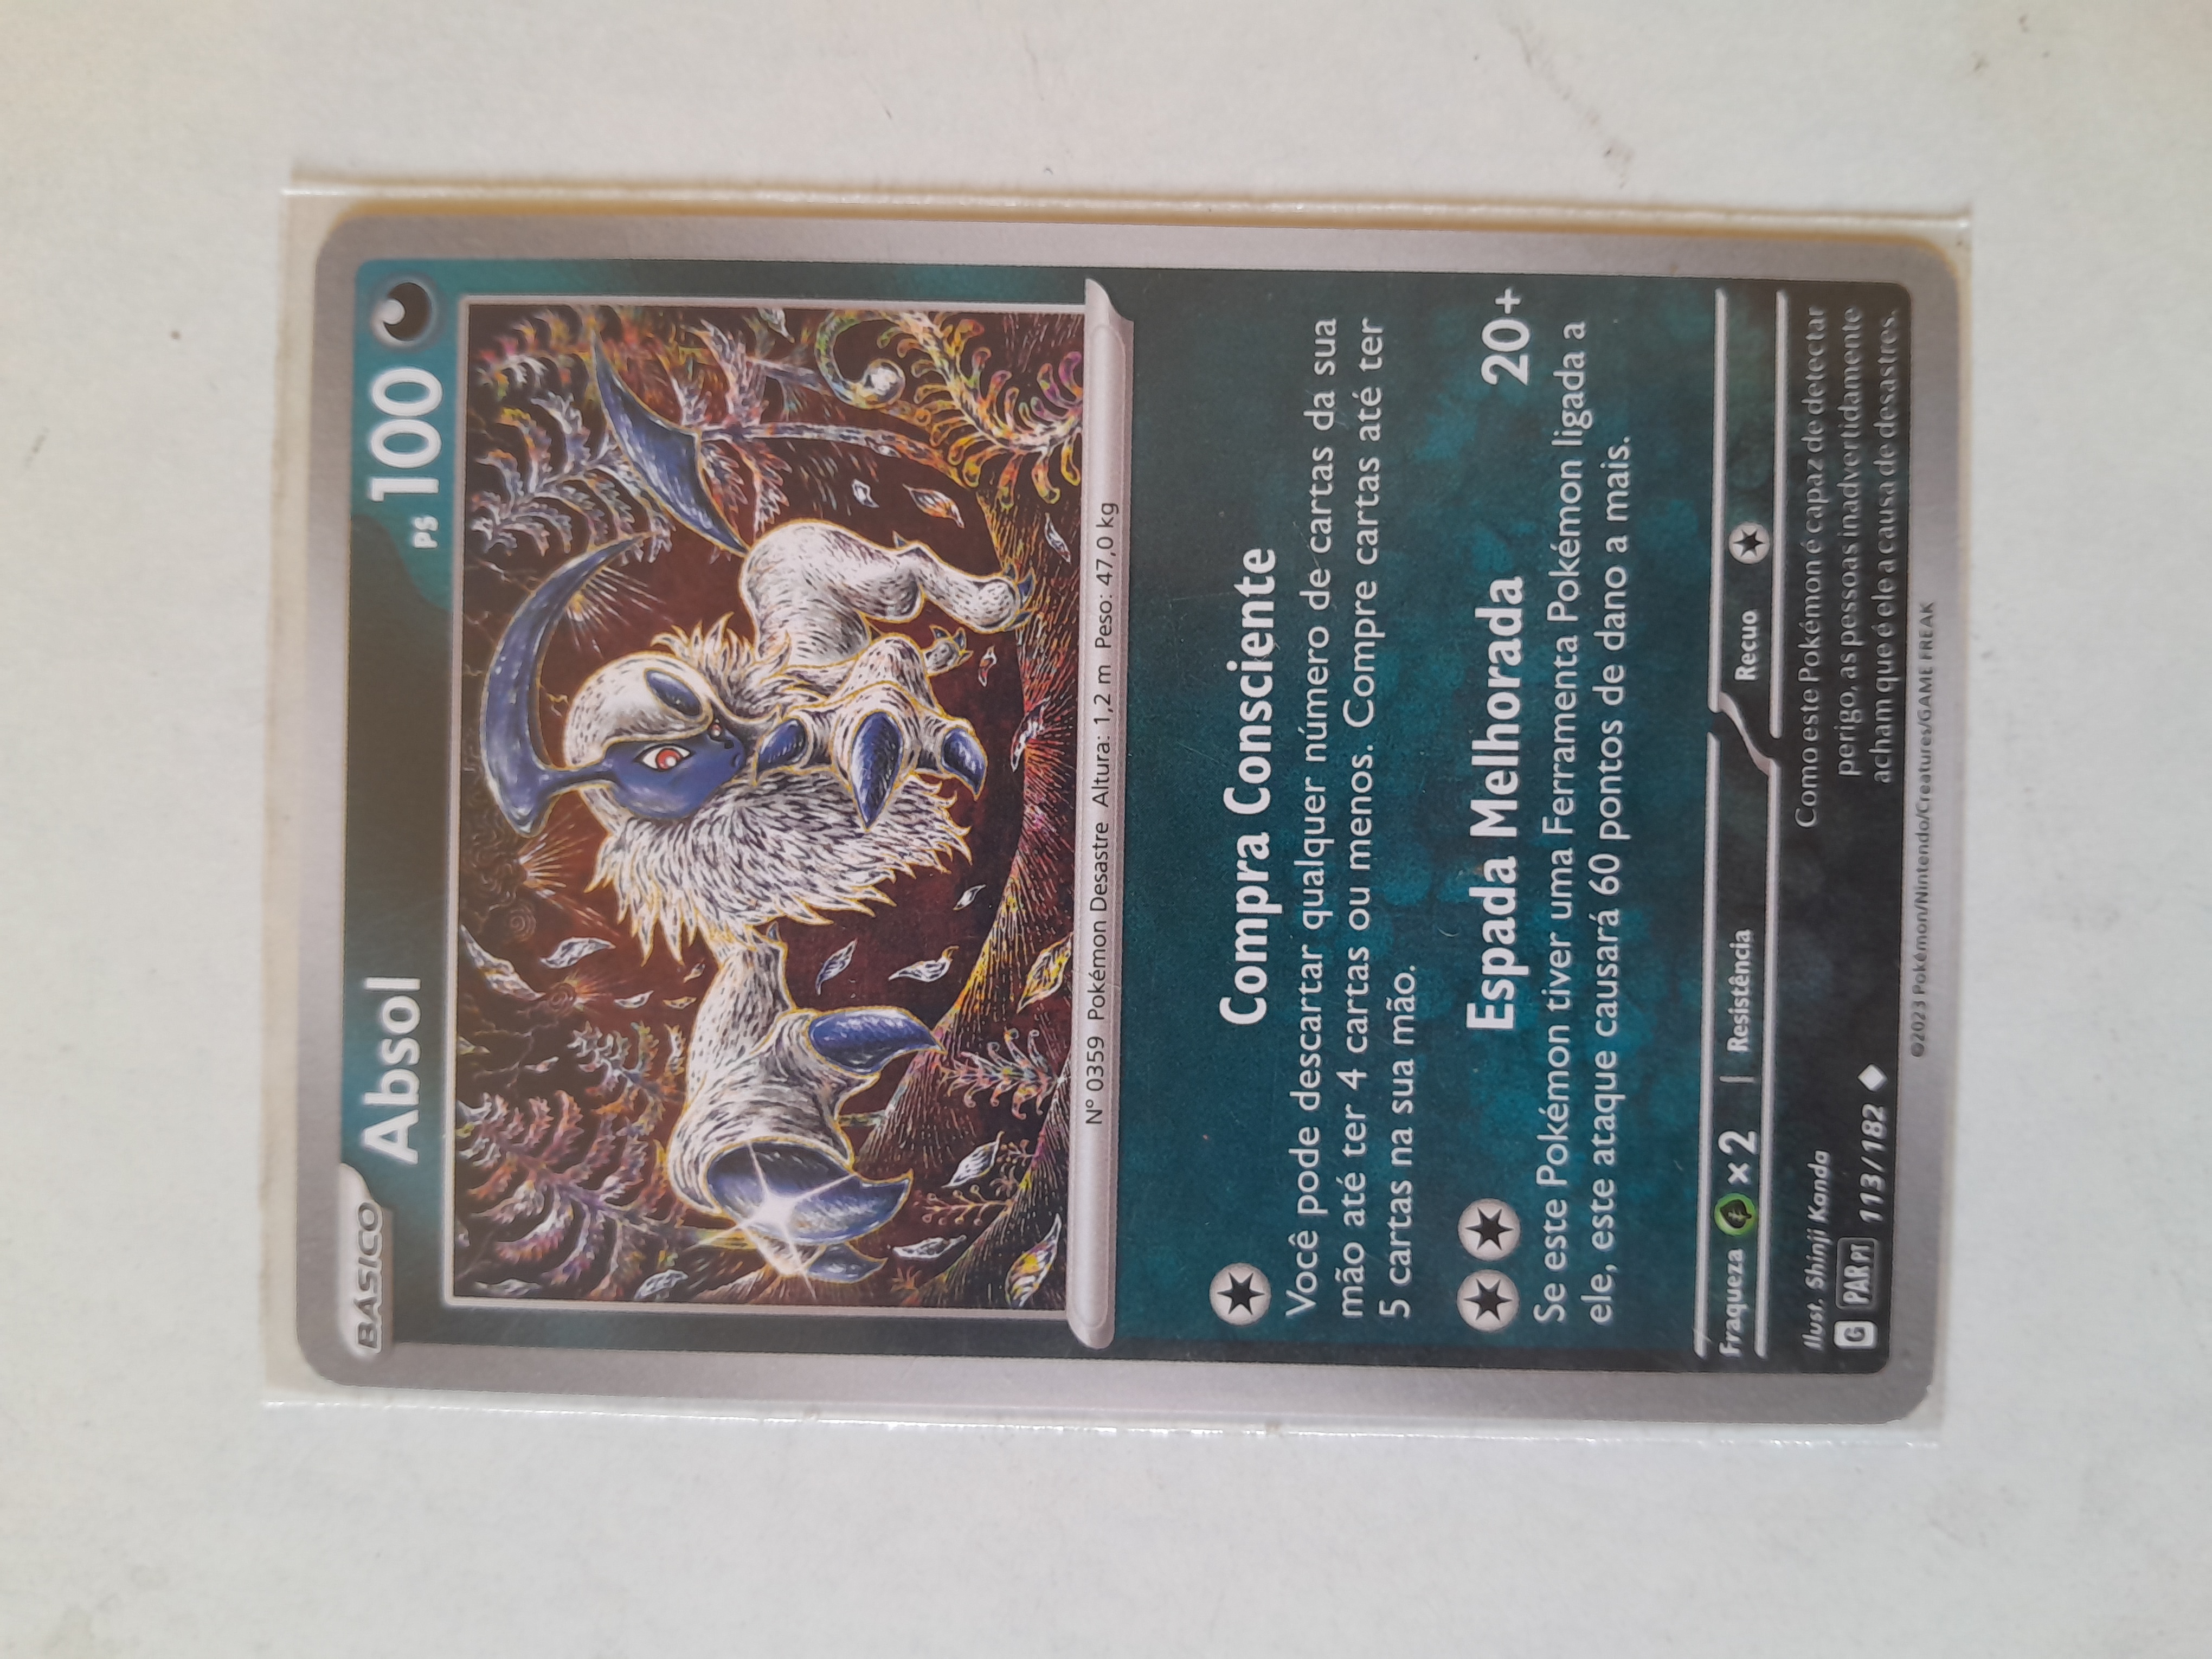 BÁSICO
Absol
PS 100
Nº 0359 Pokémon Desastre Altura: 1,2 m Peso: 47,0 kg
Compra Consciente
Você pode descartar qualquer número de cartas da sua
mão até ter 4 cartas ou menos. Compre cartas até ter
5 cartas na sua mão.
Espada Melhorada 20+
Se este Pokémon tiver uma Ferramenta Pokémon ligada a
ele, este ataque causará 60 pontos de dano a mais.
Fraqueza ×2 Resistência Recuo
Ilust. Shinji Kanda
G PAR PT 113/182
Como este Pokémon é capaz de detectar
perigo, as pessoas inadvertidamente
acham que é ele a causa de desastres.
©2023 Pokémon/Nintendo/Creatures/GAME FREAK